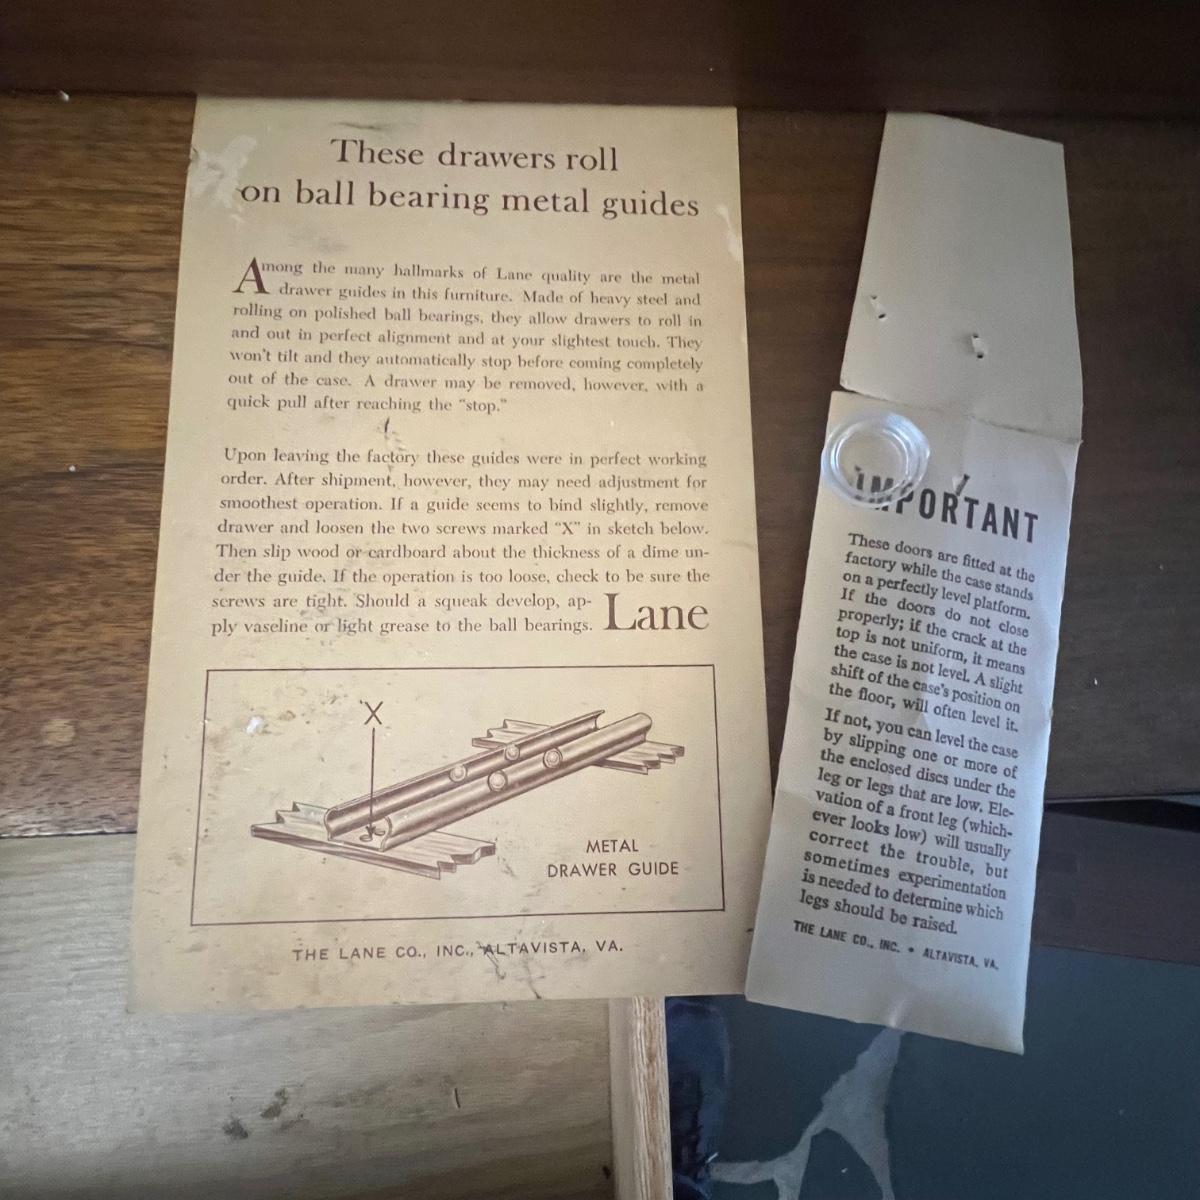 These drawers roll
on ball bearing metal guides
Among the many hallmarks of Lane quality are the metal
drawer guides in this furniture. Made of heavy steel and
rolling on polished ball bearings, they allow drawers to roll in
and out in perfect alignment and at your slightest touch. They
won't tilt and they automatically stop before coming completely
out of the case. A drawer may be removed, however, with a
quick pull after reaching the "stop."
Upon leaving the factory these guides were in perfect working
order. After shipment, however, they may need adjustment for
smoothest operation. If a guide seems to bind slightly, remove
drawer and loosen the two screws marked "X" in sketch below.
Then slip wood or cardboard about the thickness of a dime un-
der the guide. If the operation is too loose, check to be sure the
screws are tight. Should a squeak develop, ap-
ply vaseline or light grease to the ball bearings.
Lane
X
METAL
DRAWER GUIDE
THE LANE CO., INC., ALTAVISTA, VA.
IMPORTANT
These doors are fitted at the
factory while the case stands
on a perfectly level platform.
If the doors do not close
properly; if the crack at the
top is not uniform, it means
the case is not level. A slight
shift of the case's position on
the floor, will often level it.
If not, you can level the case
by slipping one or more of
the enclosed discs under the
leg or legs that are low. Ele-
vation of a front leg (which-
ever looks low) will usually
correct the trouble, but
sometimes experimentation
is needed to determine which
legs should be raised.
THE LANE CO., INC. • ALTAVISTA, VA.